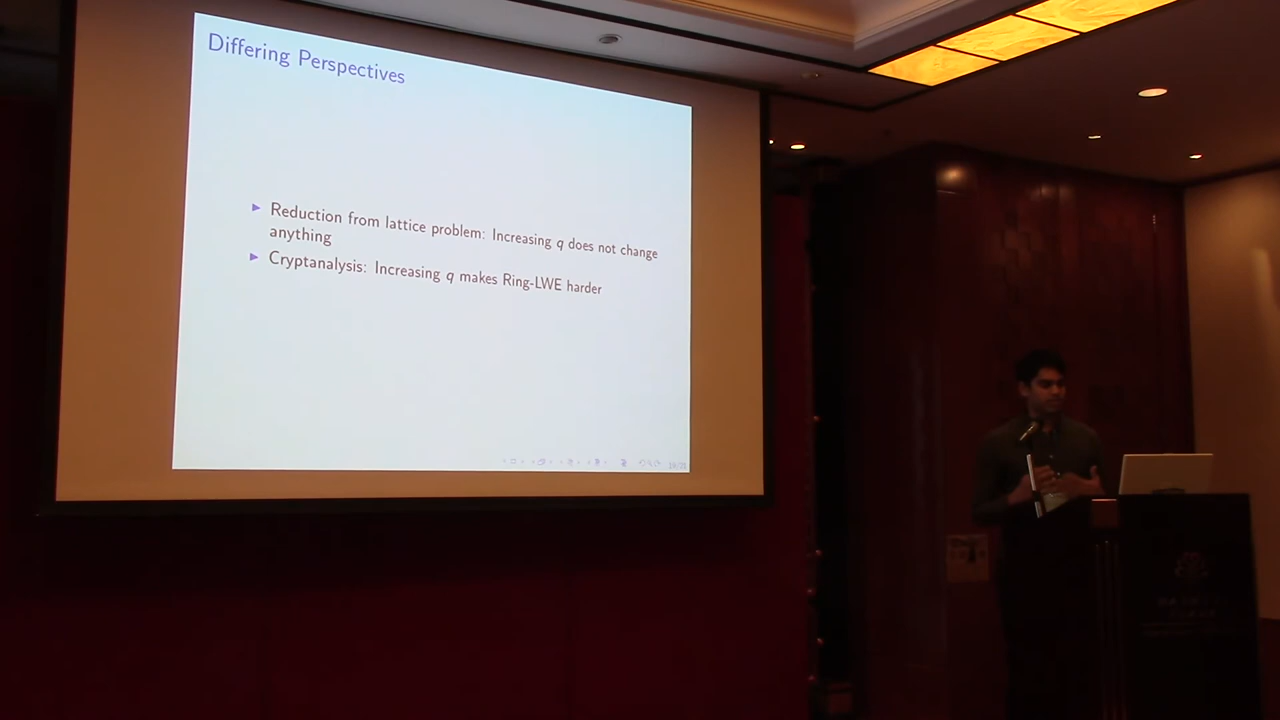 Differing Perspectives
Reduction from lattice problem: Increasing q does not change
anything
Cryptanalysis: Increasing q makes Ring-LWE harder